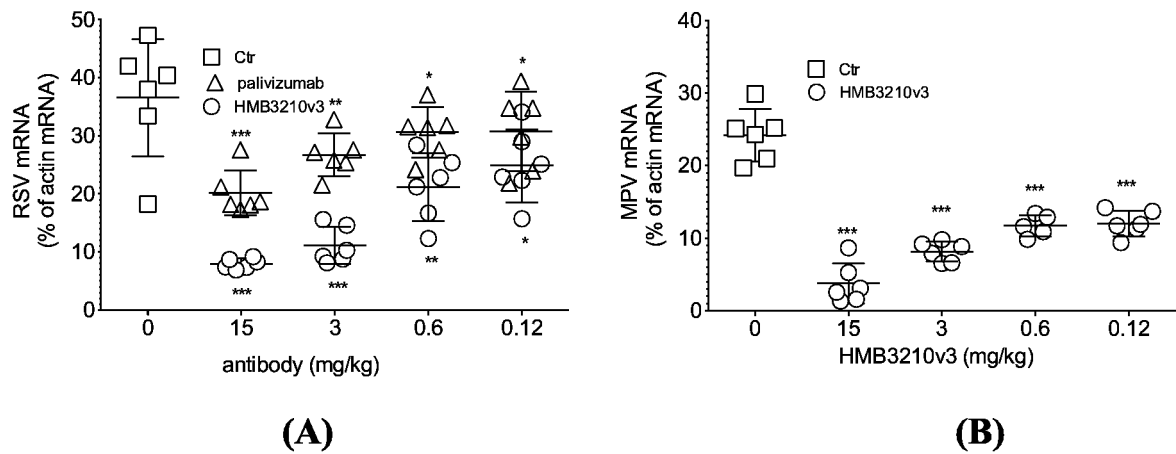 50
40
30
20
10
0
RSV mRNA
(% of actin mRNA)
Ctr
palivizumab
HMB3210v3
***
**
*
*
***
***
**
*
0 15 3 0.6 0.12
antibody (mg/kg)
(A)
40
30
20
10
0
MPV mRNA
(% of actin mRNA)
Ctr
HMB3210v3
***
***
***
***
0 15 3 0.6 0.12
HMB3210v3 (mg/kg)
(B)